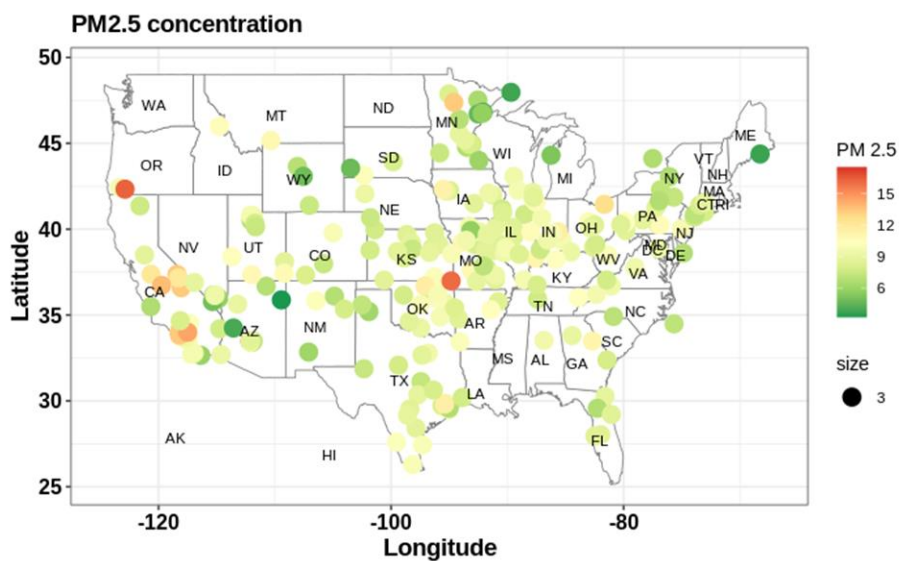 PM2.5 concentration
50
45
40
35
30
25
Latitude
-120
-100
-80
Longitude
WA
MT
ND
MN
ME
OR
ID
WY
SD
WI
MI
VT
NH
NY
MA
CT
RI
NE
IA
PA
NJ
NV
UT
CO
KS
MO
IL
IN
OH
MD
DC
DE
WV
VA
KY
CA
AZ
NM
OK
AR
TN
NC
SC
MS
AL
GA
TX
LA
FL
AK
HI
PM 2.5
15
12
9
6
size
3